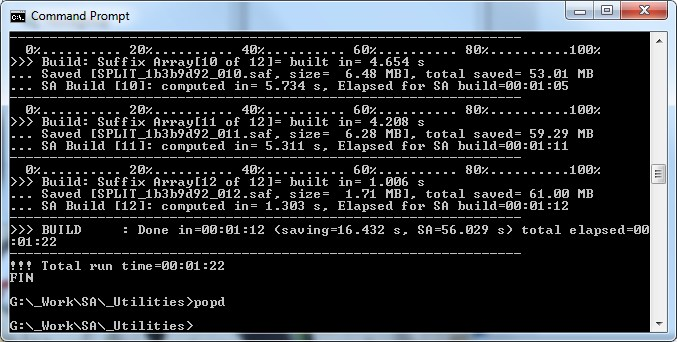 Command Prompt
0%.......... 20%.......... 40%.......... 60%.......... 80%..........100%
>>> Build: Suffix Array[10 of 12]= built in= 4.654 s
... Saved [SPLIT_1b3b9d92_010.saf, size=  6.48 MB], total saved= 53.01 MB
... SA Build [10]: computed in= 5.734 s, Elapsed for SA build=00:01:05
0%.......... 20%.......... 40%.......... 60%.......... 80%..........100%
>>> Build: Suffix Array[11 of 12]= built in= 4.208 s
... Saved [SPLIT_1b3b9d92_011.saf, size=  6.28 MB], total saved= 59.29 MB
... SA Build [11]: computed in= 5.311 s, Elapsed for SA build=00:01:11
0%.......... 20%.......... 40%.......... 60%.......... 80%..........100%
>>> Build: Suffix Array[12 of 12]= built in= 1.006 s
... Saved [SPLIT_1b3b9d92_012.saf, size=  1.71 MB], total saved= 61.00 MB
... SA Build [12]: computed in= 1.303 s, Elapsed for SA build=00:01:12
>>> BUILD     : Done in=00:01:12 (saving=16.432 s, SA=56.029 s) total elapsed=00
:01:22
!!! Total run time=00:01:22
FIN
G:\_Work\SA\_Utilities>popd
G:\_Work\SA\_Utilities>